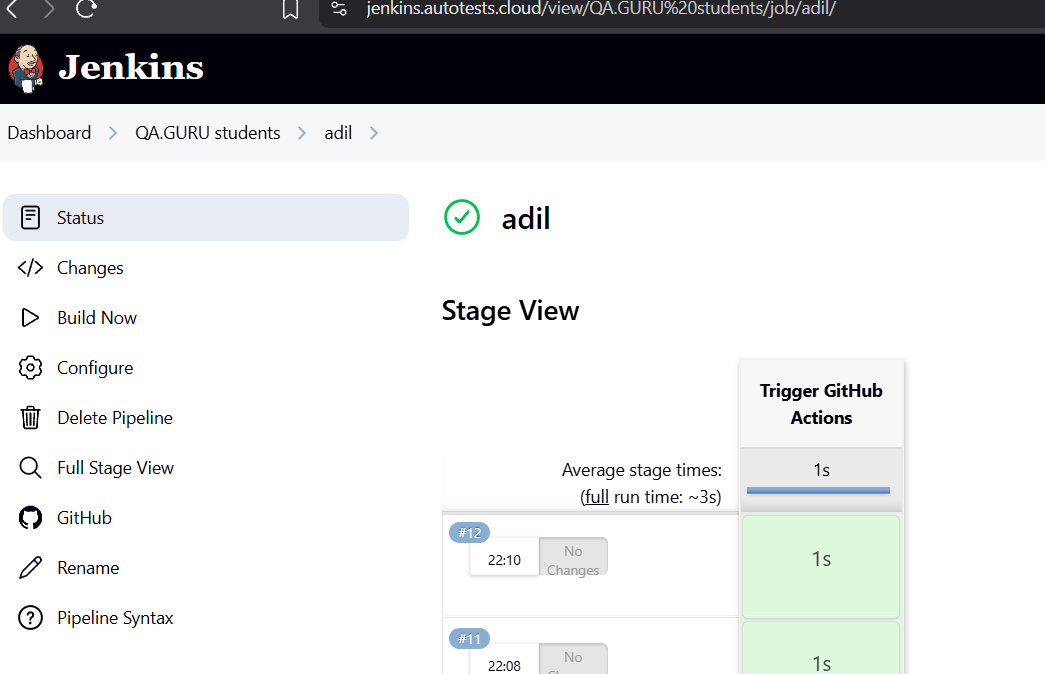 jenkins.autotests.cloud/view/QA.GURU%20students/job/adil/
Jenkins
Dashboard > QA.GURU students > adil >
Status
adil
Changes
Stage View
Build Now
Configure
Delete Pipeline
Full Stage View
GitHub
Rename
Pipeline Syntax
Trigger GitHub
Actions
Average stage times:
(full run time: ~3s)
1s
#12
22:10
No
Changes
1s
#11
22:08
No
1s